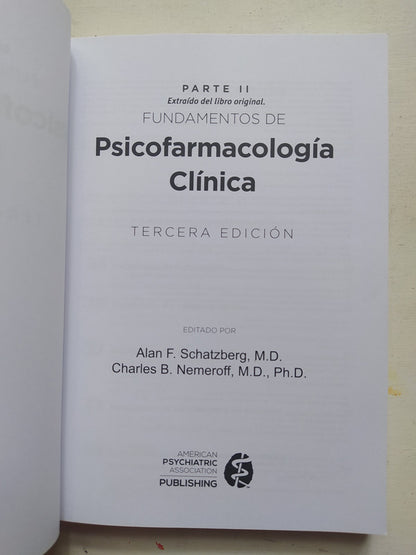 PARTE II
Extraído del libro original.
FUNDAMENTOS DE
Psicofarmacología
Clínica
TERCERA EDICIÓN
EDITADO POR
Alan F. Schatzberg, M.D.
Charles B. Nemeroff, M.D., Ph.D.
AMERICAN
PSYCHIATRIC
ASSOCIATION
PUBLISHING